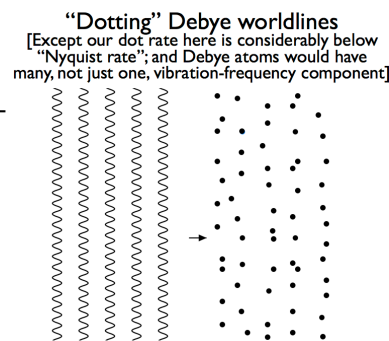 “Dotting” Debye worldlines
[Except our dot rate here is considerably below
“Nyquist rate”; and Debye atoms would have
many, not just one, vibration-frequency component]